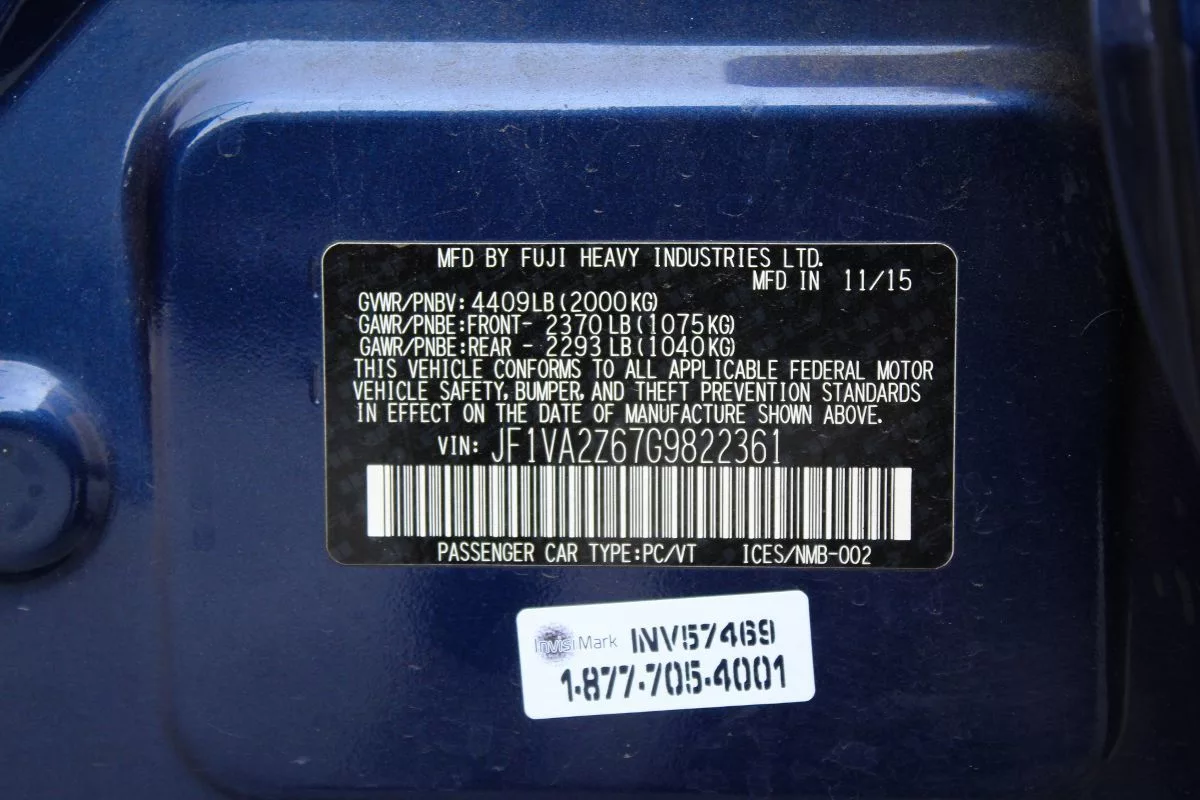 MFD BY FUJI HEAVY INDUSTRIES LTD.
MFD IN 11/15
GVWR/PNBV: 4409LB (2000KG)
GAWR/PNBE:FRONT- 2370 LB (1075KG)
GAWR/PNBE:REAR - 2293 LB (1040KG)
THIS VEHICLE CONFORMS TO ALL APPLICABLE FEDERAL MOTOR
VEHICLE SAFETY, BUMPER, AND THEFT PREVENTION STANDARDS
IN EFFECT ON THE DATE OF MANUFACTURE SHOWN ABOVE.
VIN: JF1VA2Z67G9822361
PASSENGER CAR TYPE:PC/VT ICES/NMB-002
InvisiMark INV57469
1-877-705-4001